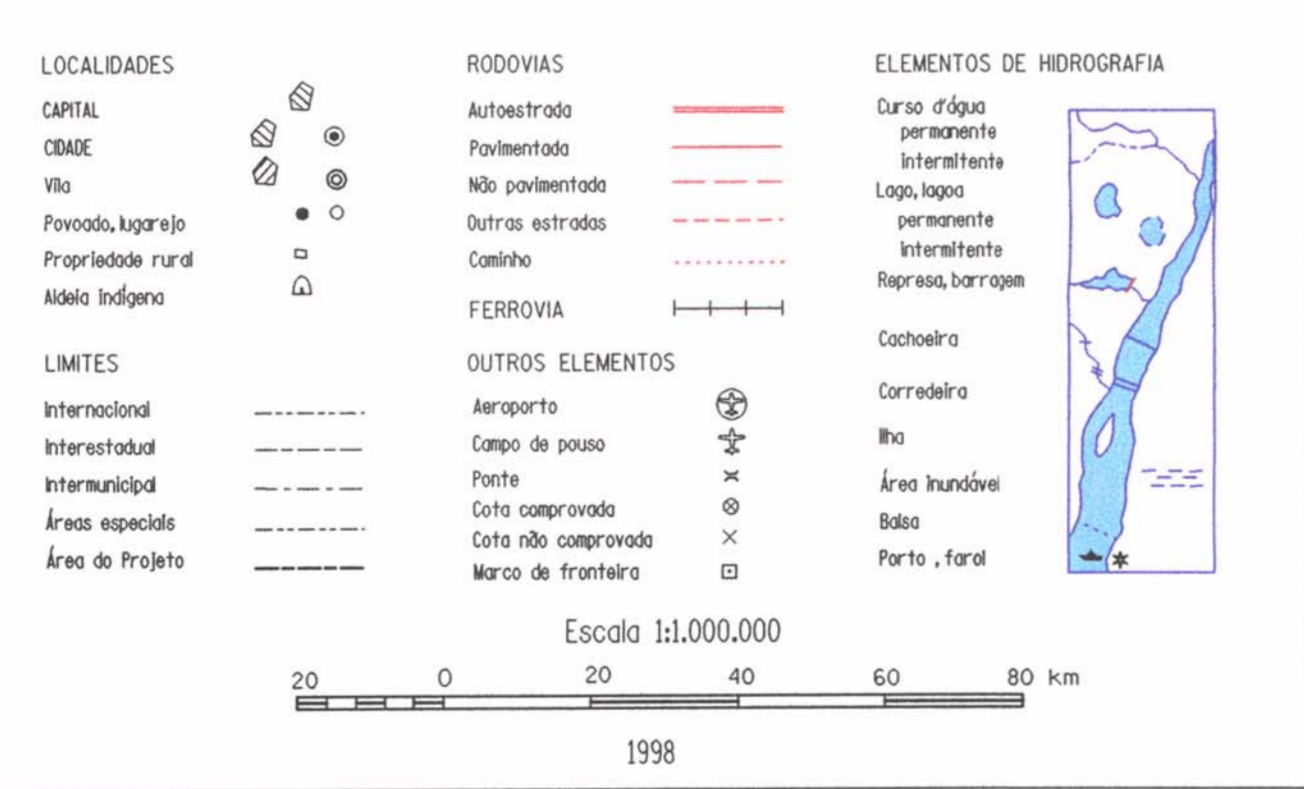 LOCALIDADES
CAPITAL
CIDADE
Vila
Povoado, lugarejo
Propriedade rural
Aldeia indígena
LIMITES
Internacional
Interestadual
Intermunicipal
Áreas especiais
Área do Projeto
RODOVIAS
Autoestrada
Pavimentada
Não pavimentada
Outras estradas
Caminho
FERROVIA
OUTROS ELEMENTOS
Aeroporto
Campo de pouso
Ponte
Cota comprovada
Cota não comprovada
Marco de fronteira
ELEMENTOS DE HIDROGRAFIA
Curso d'água
permanente
intermitente
Lago, lagoa
permanente
intermitente
Represa, barragem
Cachoeira
Corredeira
Ilha
Área inundável
Balsa
Porto , farol
Escala 1:1.000.000
20 0 20 40 60 80 km
1998